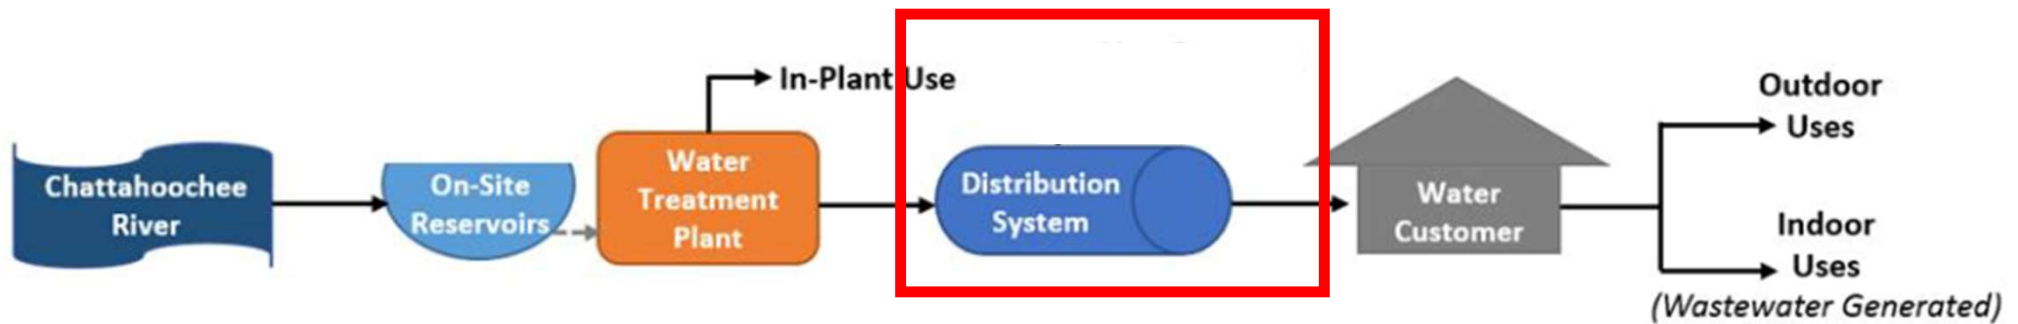 Chattahoochee
River
On-Site
Reservoirs
In-Plant Use
Water
Treatment
Plant
Distribution
System
Water
Customer
Outdoor
Uses
Indoor
Uses
(Wastewater Generated)